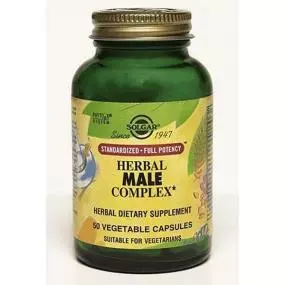 SOLGAR
Since 1947
STANDARDIZED • FULL POTENCY
HERBAL
MALE
COMPLEX*
HERBAL DIETARY SUPPLEMENT
50 VEGETABLE CAPSULES
SUITABLE FOR VEGETARIANS